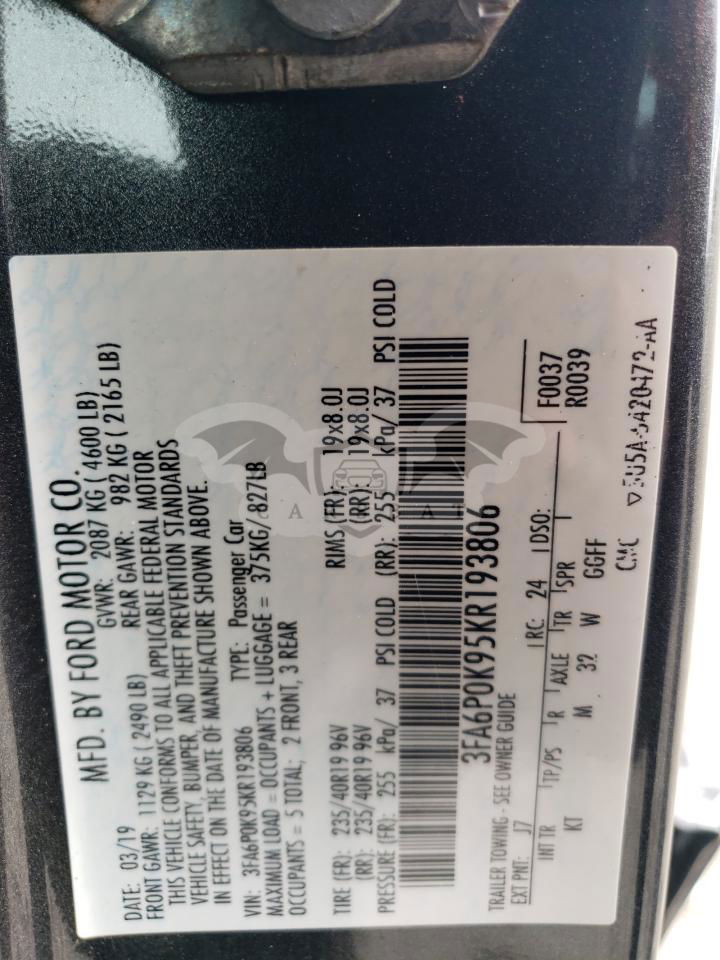 MFD. BY FORD MOTOR CO.
DATE: 03/19 GVWR: 2087 KG ( 4600 LB)
FRONT GAWR: 1129 KG ( 2490 LB) REAR GAWR: 982 KG ( 2165 LB)
THIS VEHICLE CONFORMS TO ALL APPLICABLE FEDERAL MOTOR
VEHICLE SAFETY, BUMPER, AND THEFT PREVENTION STANDARDS
IN EFFECT ON THE DATE OF MANUFACTURE SHOWN ABOVE.
VIN: 3FA6P0K95KR193806 TYPE: Passenger Car
MAXIMUM LOAD = OCCUPANTS + LUGGAGE = 375KG/ 827LB
OCCUPANTS = 5 TOTAL; 2 FRONT, 3 REAR
TIRE (FR): 235/40R19 96V RIMS (FR): 19x8.0J
(RR): 235/40R19 96V (RR): 19x8.0J
PRESSURE (FR): 255 kPa/ 37 PSI COLD (RR): 255 kPa/ 37 PSI COLD
3FA6P0K95KR193806
TRAILER TOWING - SEE OWNER GUIDE
EXT PNT: J7 RC: 24 DSO: F0037
R0039
INT TR TP/PS R AXLE TR SPR
KT M 32 W GGFF
CMC
A A T